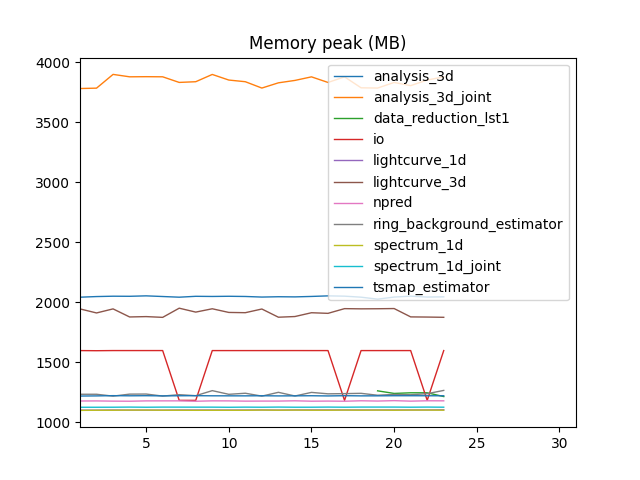 Memory peak (MB)
4000
3500
3000
2500
2000
1500
1000
5
10
15
20
25
30
analysis_3d
analysis_3d_joint
data_reduction_lst1
io
lightcurve_1d
lightcurve_3d
npred
ring_background_estimator
spectrum_1d
spectrum_1d_joint
tsmap_estimator